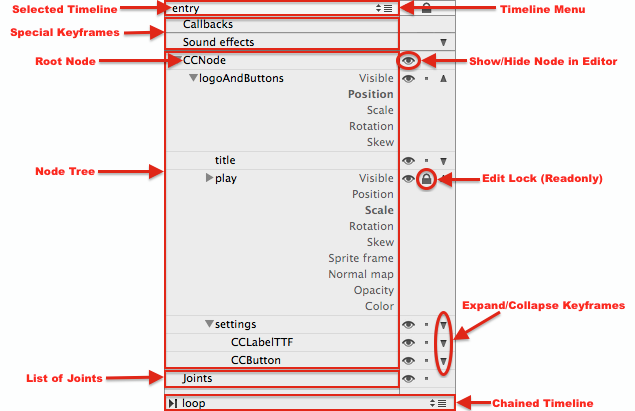 Selected Timeline entry Timeline Menu
Special Keyframes Callbacks
Sound effects
Root Node CCNode Show/Hide Node in Editor
logoAndButtons Visible
Position
Scale
Rotation
Skew
title
Node Tree play Visible Edit Lock (Readonly)
Position
Scale
Rotation
Skew
Sprite frame
Normal map
Opacity
Color
Expand/Collapse Keyframes
settings
CCLabelTTF
CCButton
List of Joints Joints
loop Chained Timeline